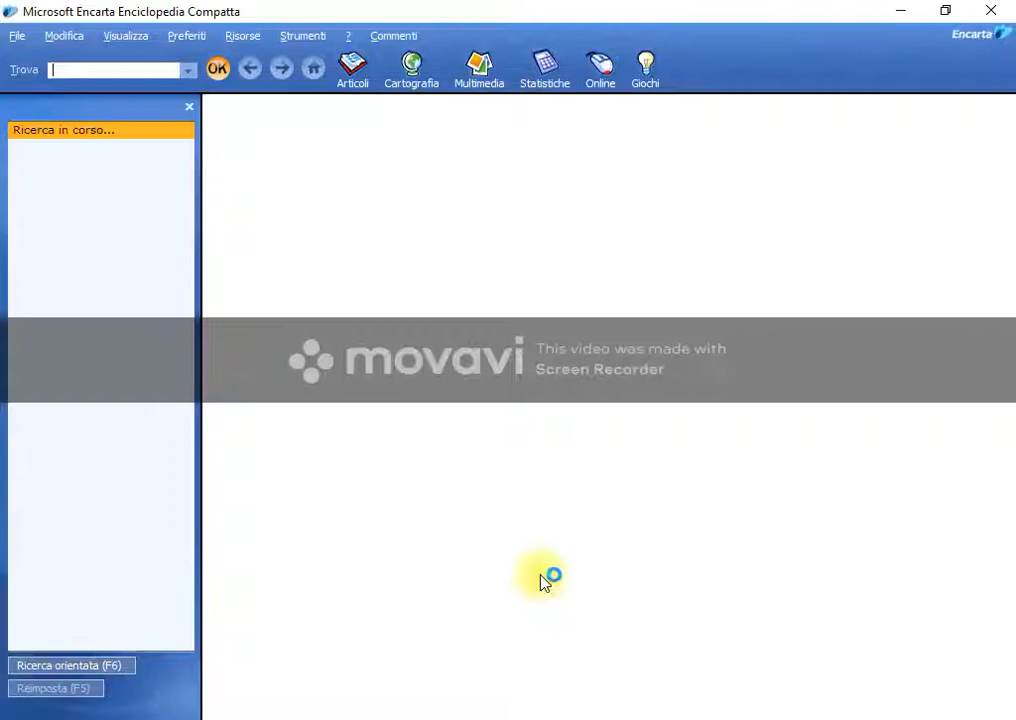 Microsoft Encarta Enciclopedia Compatta
File Modifica Visualizza Preferiti Risorse Strumenti ? Commenti
Encarta
Trova
OK
Articoli Cartografia Multimedia Statistiche Online Giochi
Ricerca in corso...
movavi
This video was made with
Screen Recorder
Ricerca orientata (F6)
Reimposta (F5)